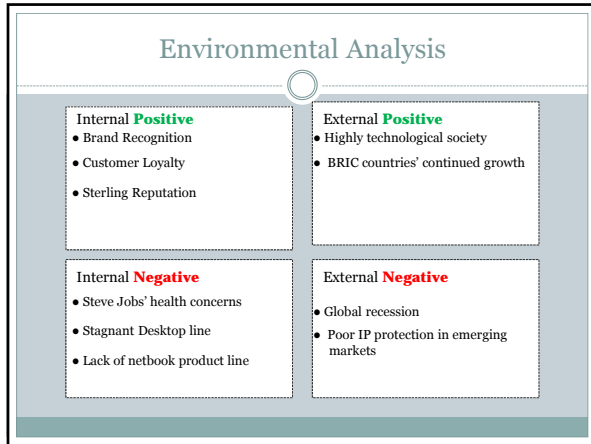 Environmental Analysis
Internal Positive
● Brand Recognition
● Customer Loyalty
● Sterling Reputation
External Positive
● Highly technological society
● BRIC countries' continued growth
Internal Negative
● Steve Jobs' health concerns
● Stagnant Desktop line
● Lack of netbook product line
External Negative
● Global recession
● Poor IP protection in emerging
markets